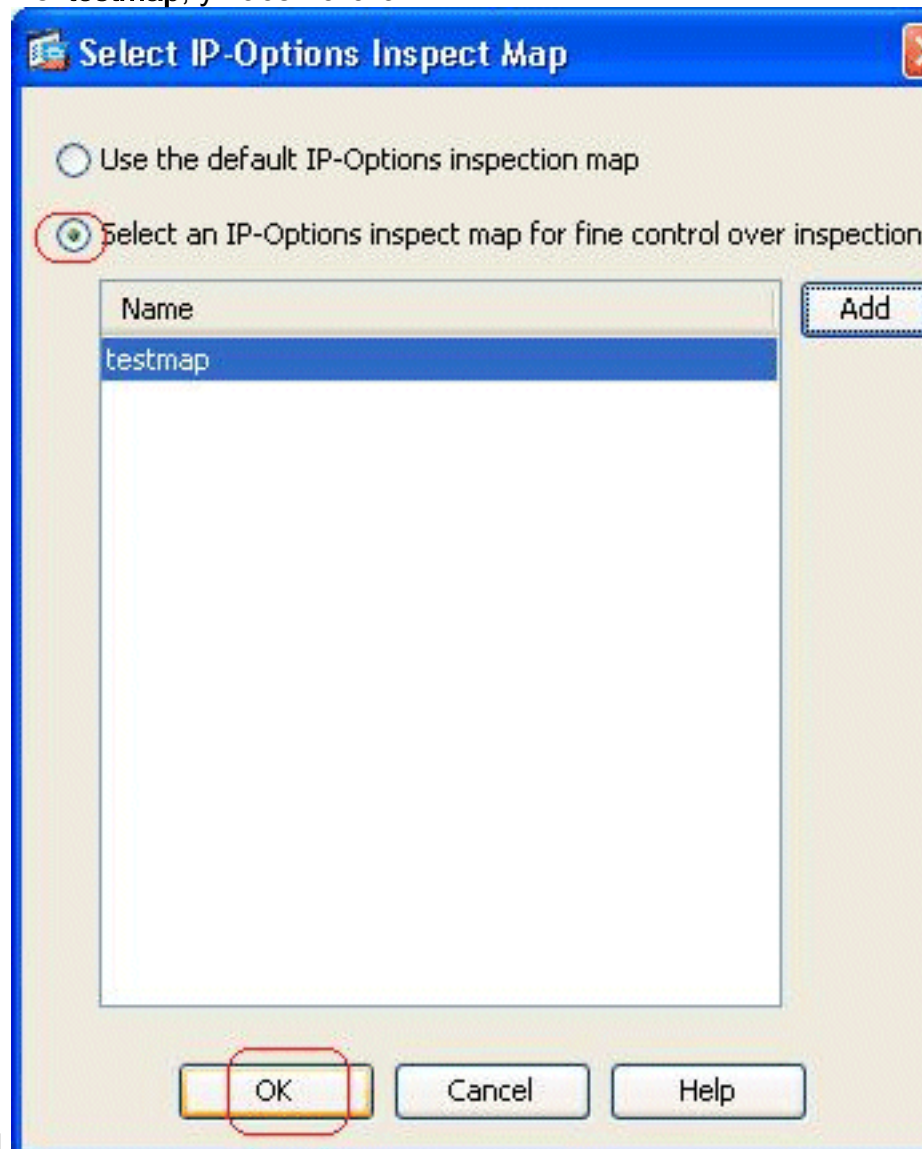 testmap, y
Select IP-Options Inspect Map
Use the default IP-Options inspection map
Select an IP-Options inspect map for fine control over inspection
Name
Add
testmap
OK
Cancel
Help